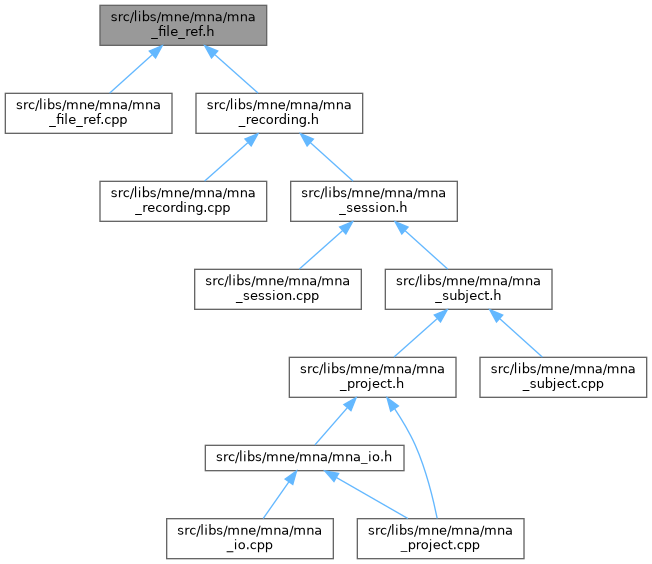 src/libs/mne/mna/mna
_file_ref.h
src/libs/mne/mna/mna
_file_ref.cpp
src/libs/mne/mna/mna
_recording.h
src/libs/mne/mna/mna
_recording.cpp
src/libs/mne/mna/mna
_session.h
src/libs/mne/mna/mna
_session.cpp
src/libs/mne/mna/mna
_subject.h
src/libs/mne/mna/mna
_project.h
src/libs/mne/mna/mna
_subject.cpp
src/libs/mne/mna/mna_io.h
src/libs/mne/mna/mna
_io.cpp
src/libs/mne/mna/mna
_project.cpp